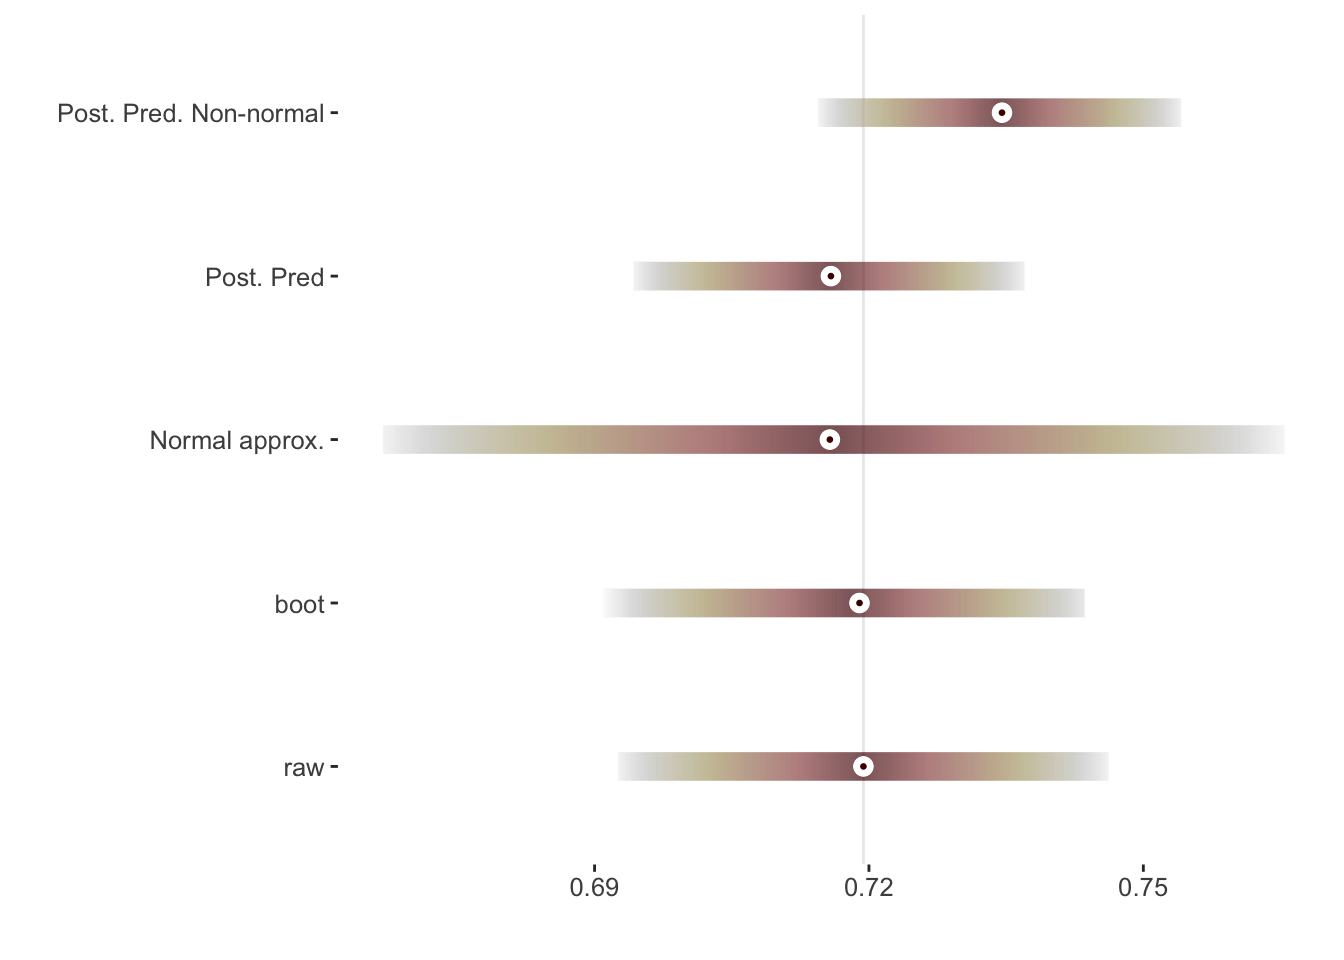 Post. Pred. Non-normal
Post. Pred
Normal approx.
boot
raw
0.69 0.72 0.75